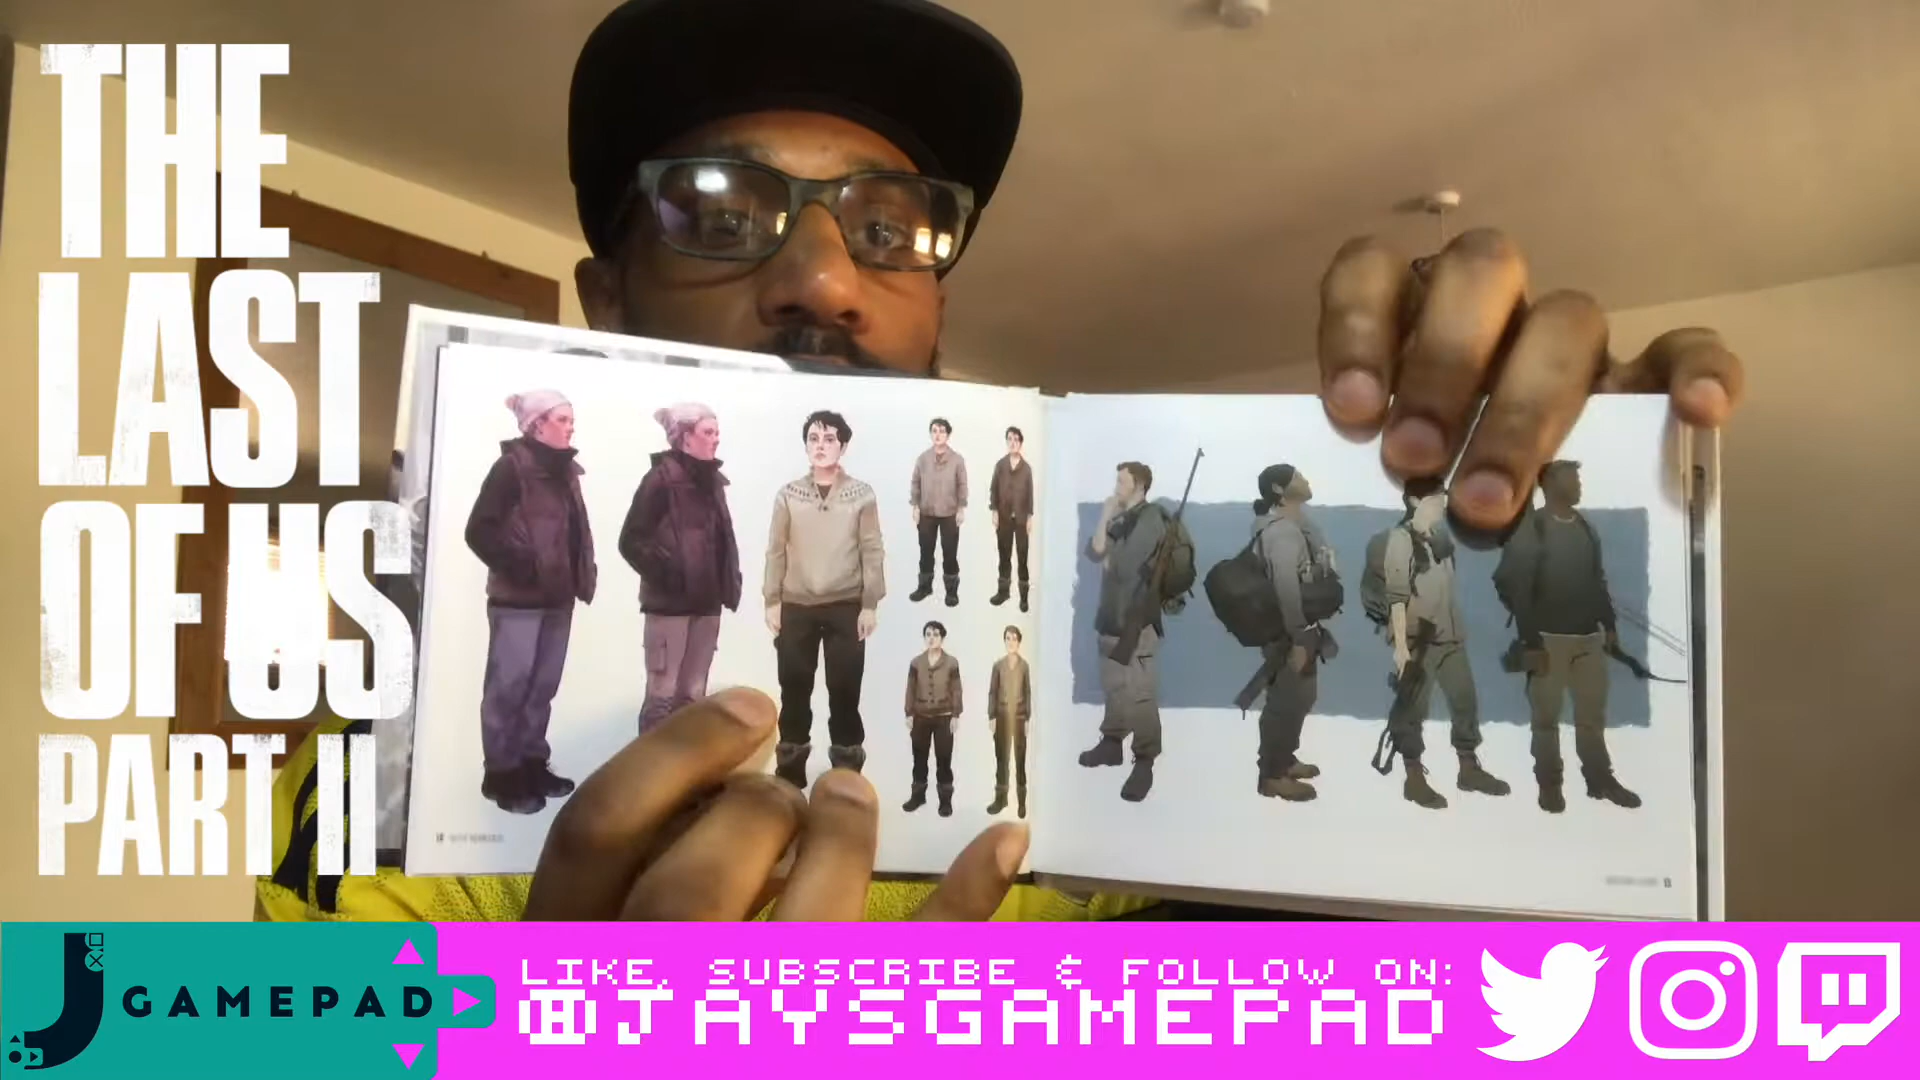 THE
LAST
OF US
PART II
J GAMEPAD
LIKE, SUBSCRIBE & FOLLOW ON:
@JAYSGAMEPAD